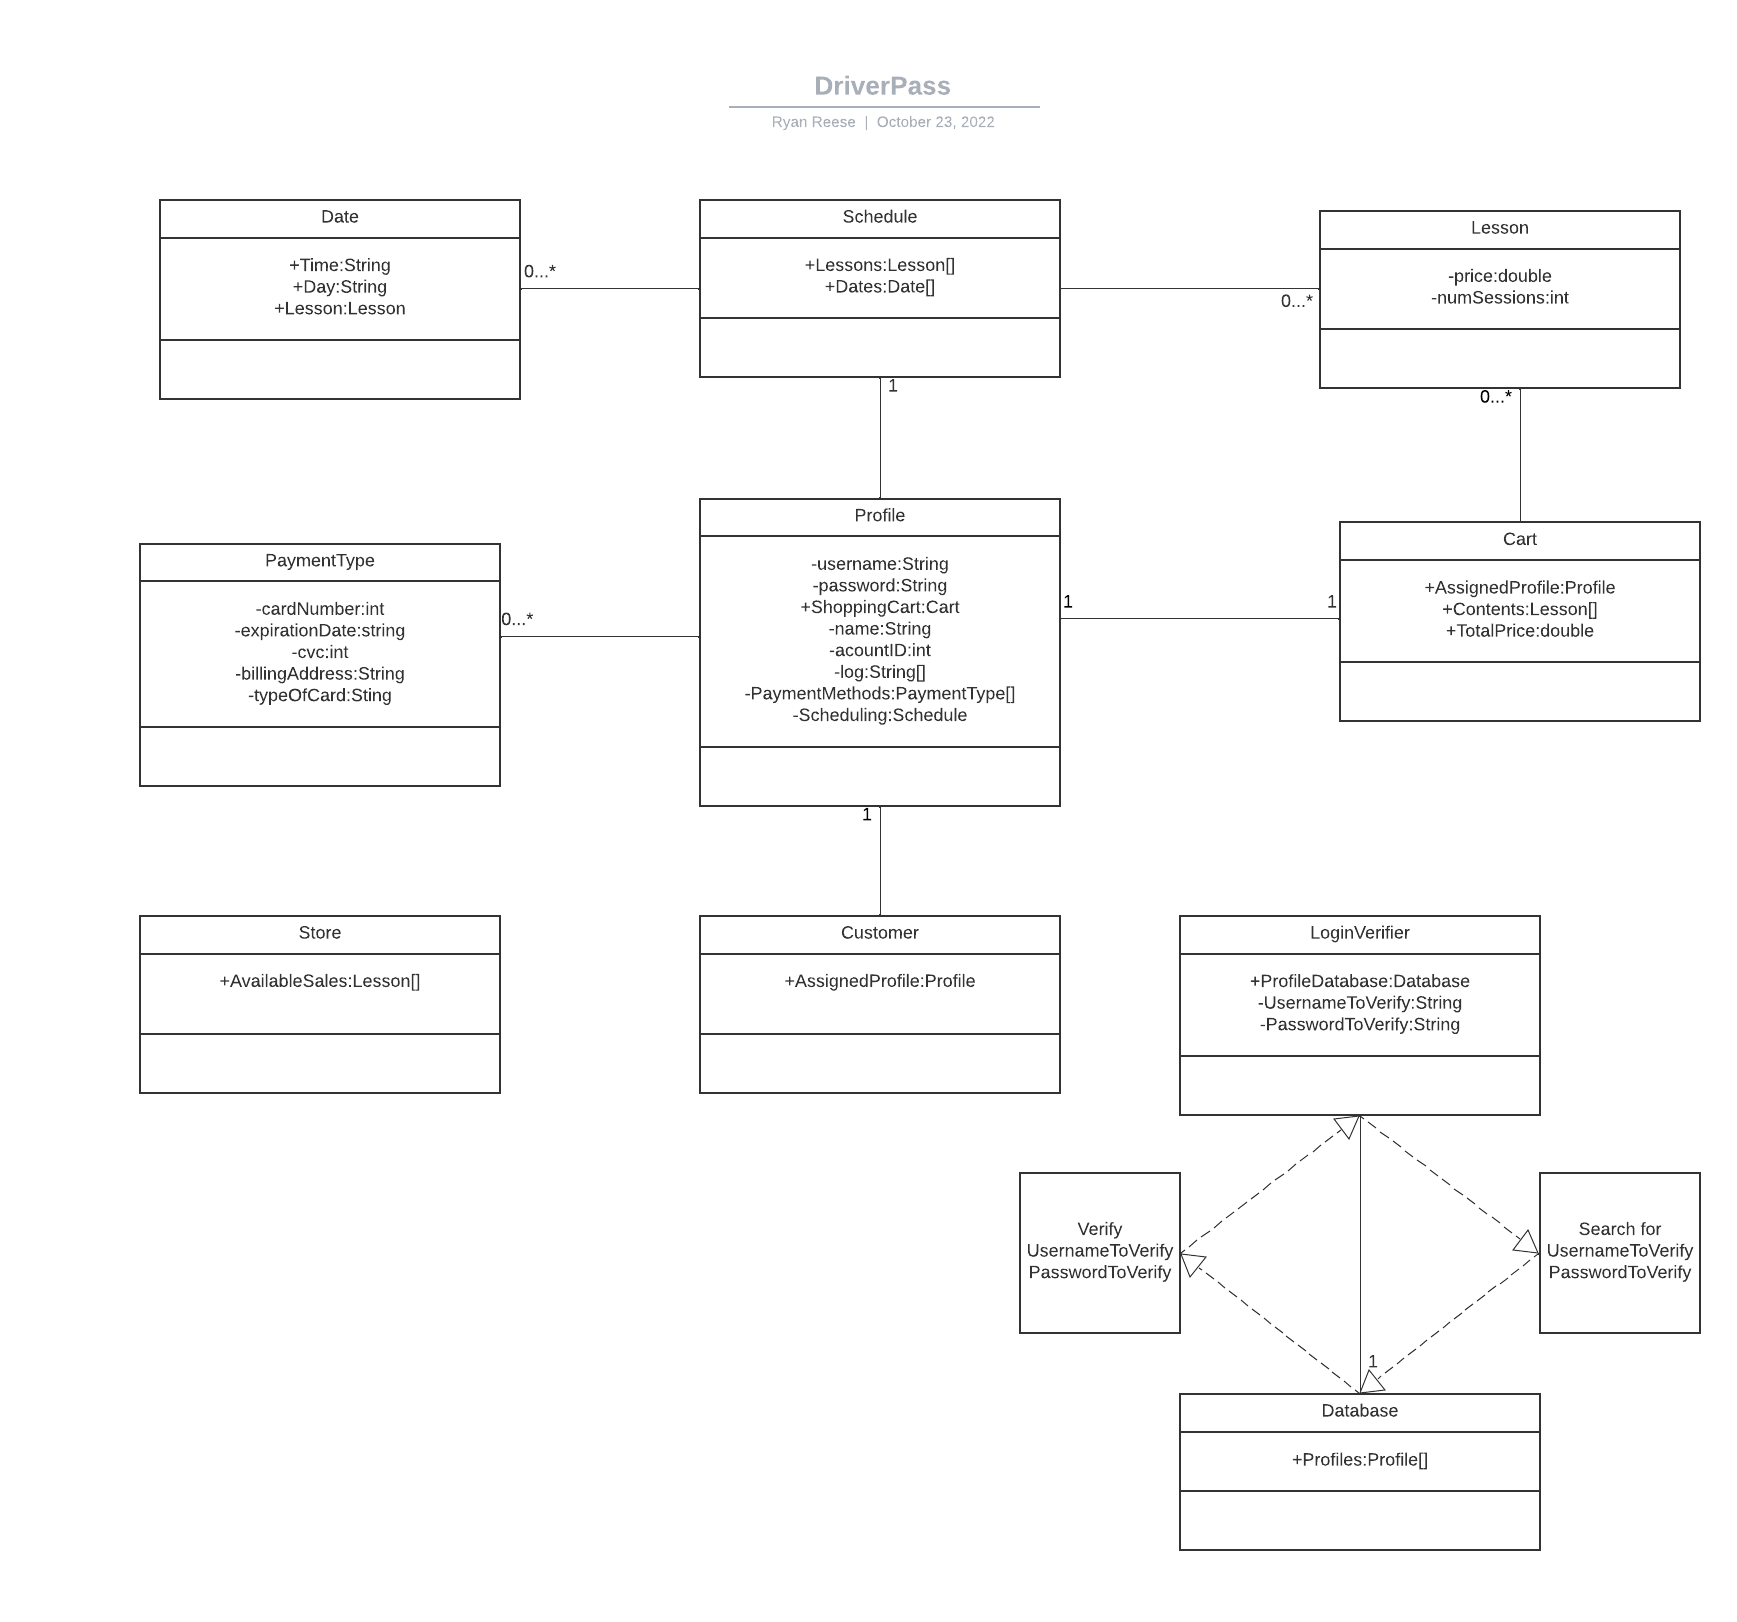 DriverPass
Ryan Reese | October 23, 2022
Date
+Time:String
+Day:String
+Lesson:Lesson
0...*
Schedule
+Lessons:Lesson[]
+Dates:Date[]
1
Lesson
-price:double
-numSessions:int
0...*
0...*
PaymentType
-cardNumber:int
-expirationDate:string
-cvc:int
-billingAddress:String
-typeOfCard:Sting
0...*
Profile
-username:String
-password:String
+ShoppingCart:Cart
-name:String
-acountID:int
-log:String[]
-PaymentMethods:PaymentType[]
-Scheduling:Schedule
1
1
1
Cart
+AssignedProfile:Profile
+Contents:Lesson[]
+TotalPrice:double
Store
+AvailableSales:Lesson[]
Customer
+AssignedProfile:Profile
LoginVerifier
+ProfileDatabase:Database
-UsernameToVerify:String
-PasswordToVerify:String
Verify
UsernameToVerify
PasswordToVerify
Search for
UsernameToVerify
PasswordToVerify
1
Database
+Profiles:Profile[]